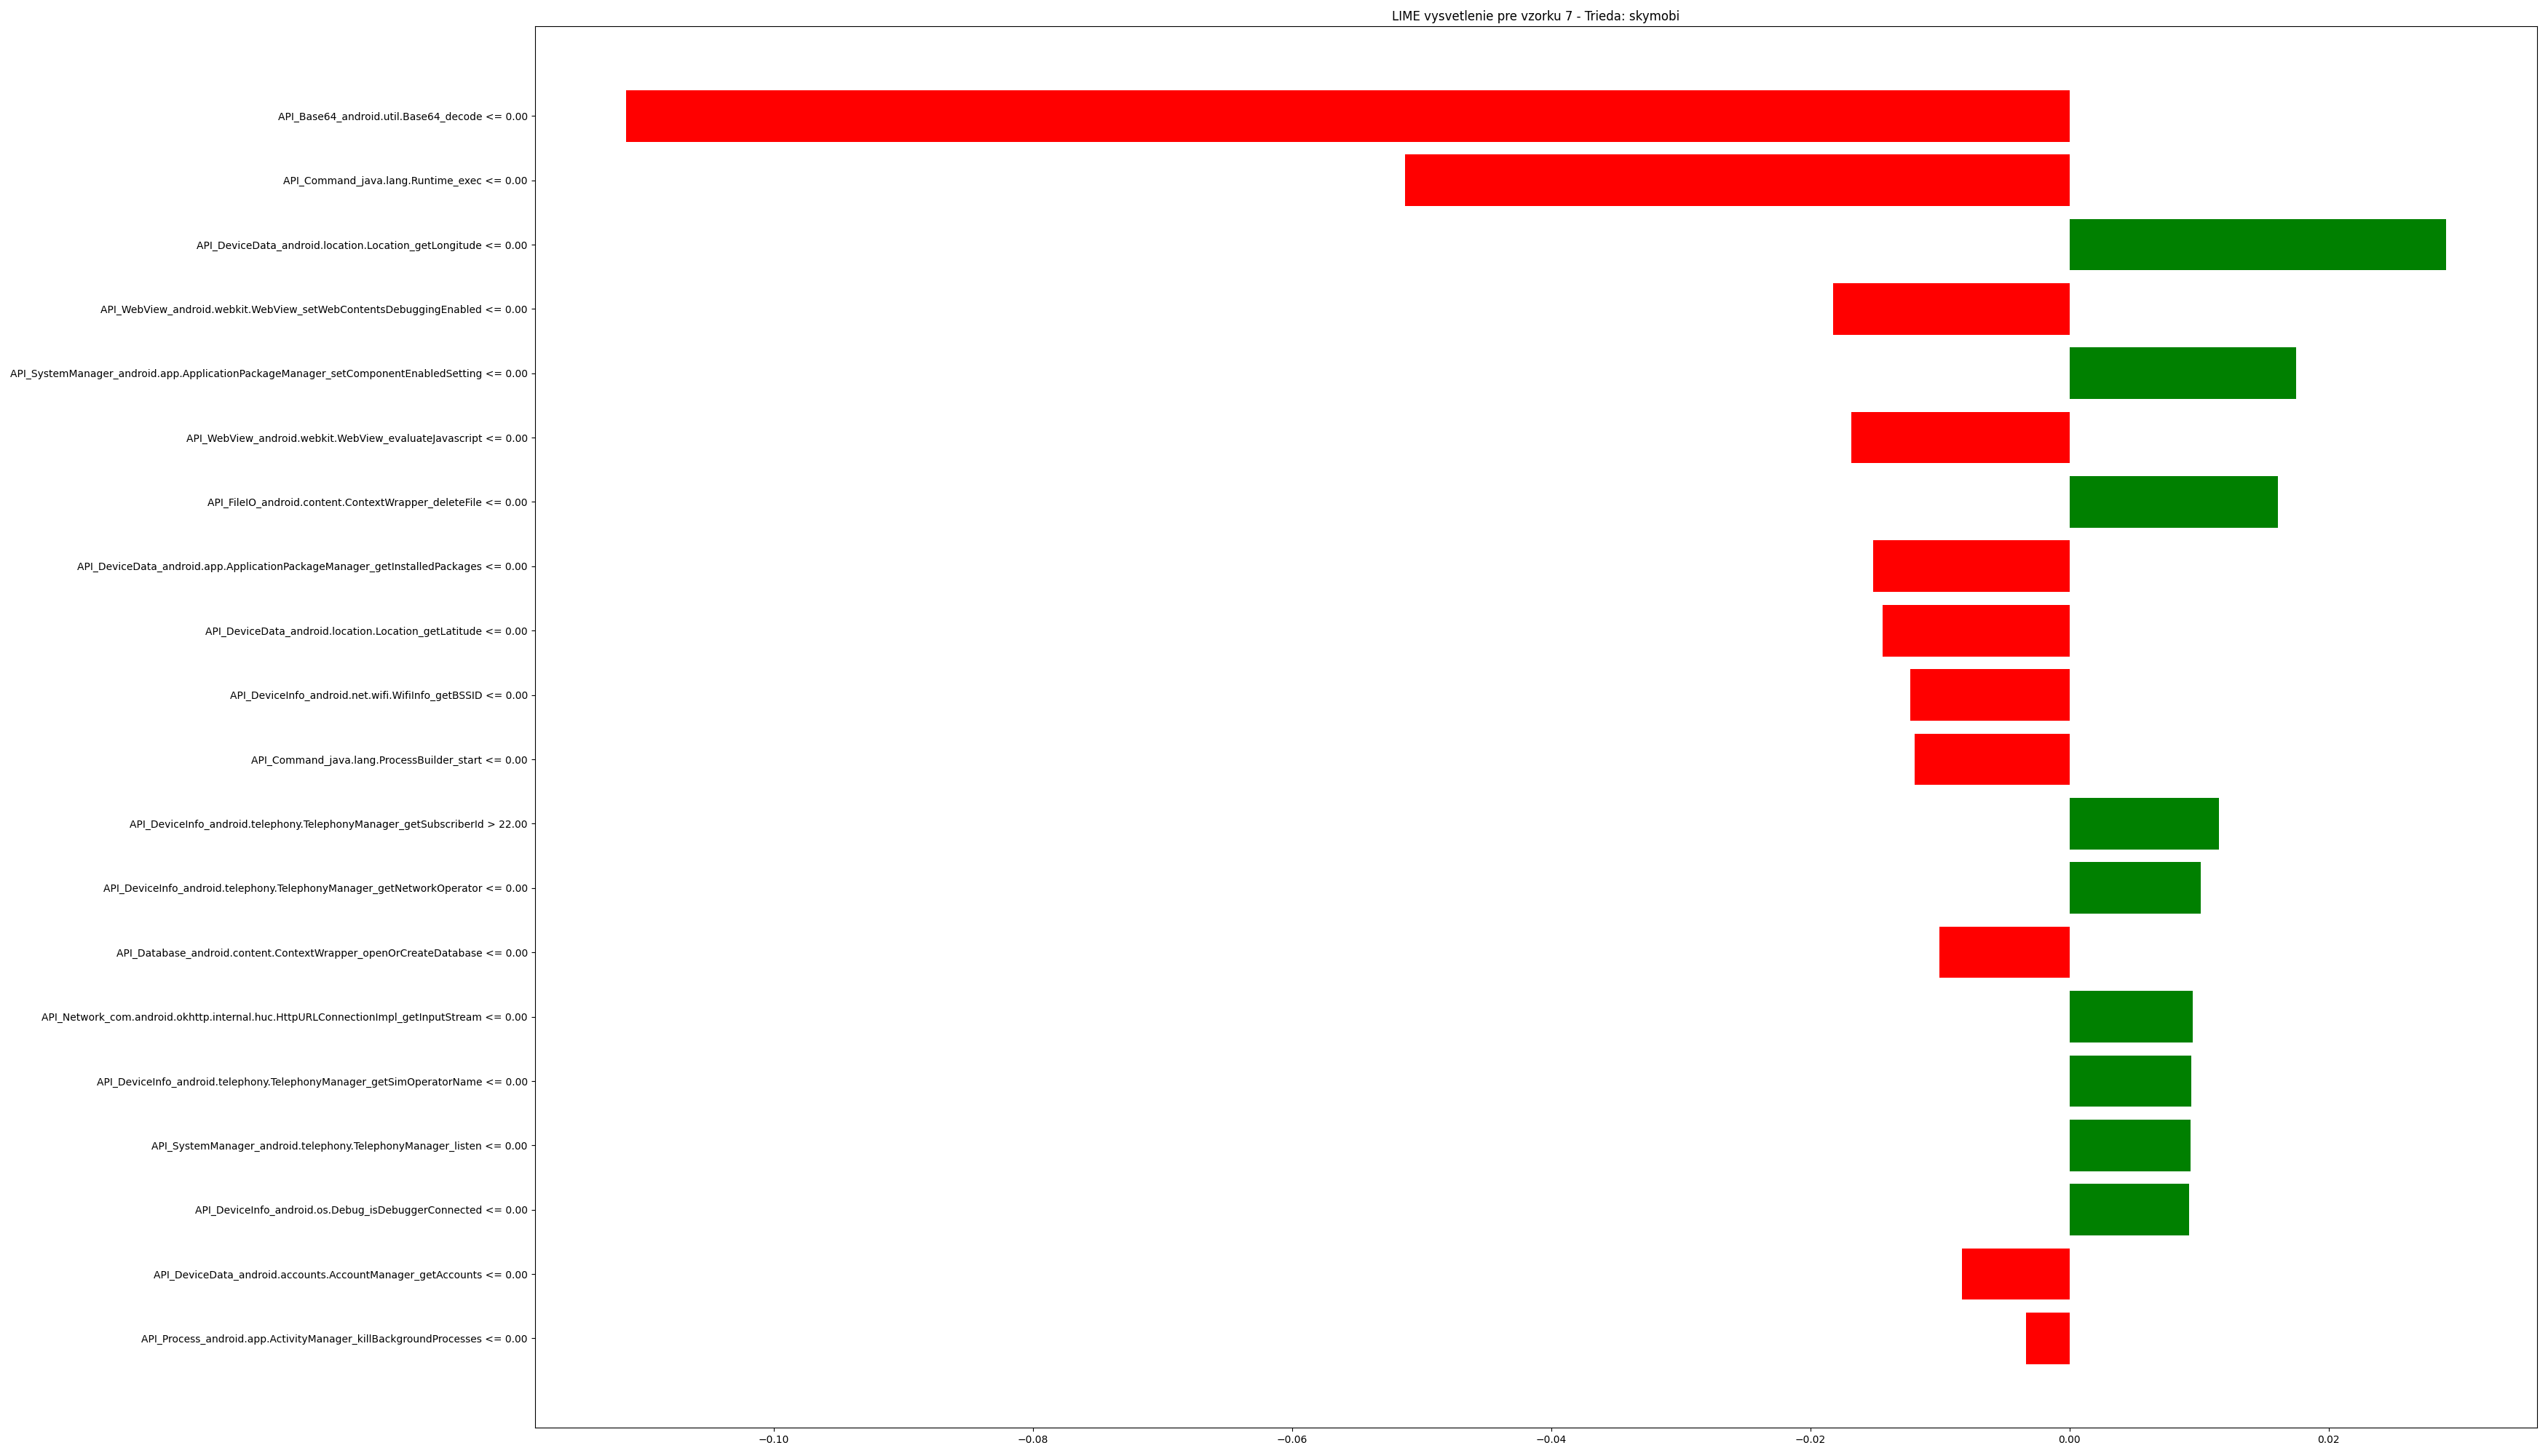 LIME vysvetlenie pre vzorku 7 - Trieda: skymobi
API_Base64_android.util.Base64_decode <= 0.00
API_Command_java.lang.Runtime_exec <= 0.00
API_DeviceData_android.location.Location_getLongitude <= 0.00
API_WebView_android.webkit.WebView_setWebContentsDebuggingEnabled <= 0.00
API_SystemManager_android.app.ApplicationPackageManager_setComponentEnabledSetting <= 0.00
API_WebView_android.webkit.WebView_evaluateJavascript <= 0.00
API_FileIO_android.content.ContextWrapper_deleteFile <= 0.00
API_DeviceData_android.app.ApplicationPackageManager_getInstalledPackages <= 0.00
API_DeviceData_android.location.Location_getLatitude <= 0.00
API_DeviceInfo_android.net.wifi.WifiInfo_getBSSID <= 0.00
API_Command_java.lang.ProcessBuilder_start <= 0.00
API_DeviceInfo_android.telephony.TelephonyManager_getSubscriberId > 22.00
API_DeviceInfo_android.telephony.TelephonyManager_getNetworkOperator <= 0.00
API_Database_android.content.ContextWrapper_openOrCreateDatabase <= 0.00
API_Network_com.android.okhttp.internal.huc.HttpURLConnectionImpl_getInputStream <= 0.00
API_DeviceInfo_android.telephony.TelephonyManager_getSimOperatorName <= 0.00
API_SystemManager_android.telephony.TelephonyManager_listen <= 0.00
API_DeviceInfo_android.os.Debug_isDebuggerConnected <= 0.00
API_DeviceData_android.accounts.AccountManager_getAccounts <= 0.00
API_Process_android.app.ActivityManager_killBackgroundProcesses <= 0.00
−0.10 −0.08 −0.06 −0.04 −0.02 0.00 0.02